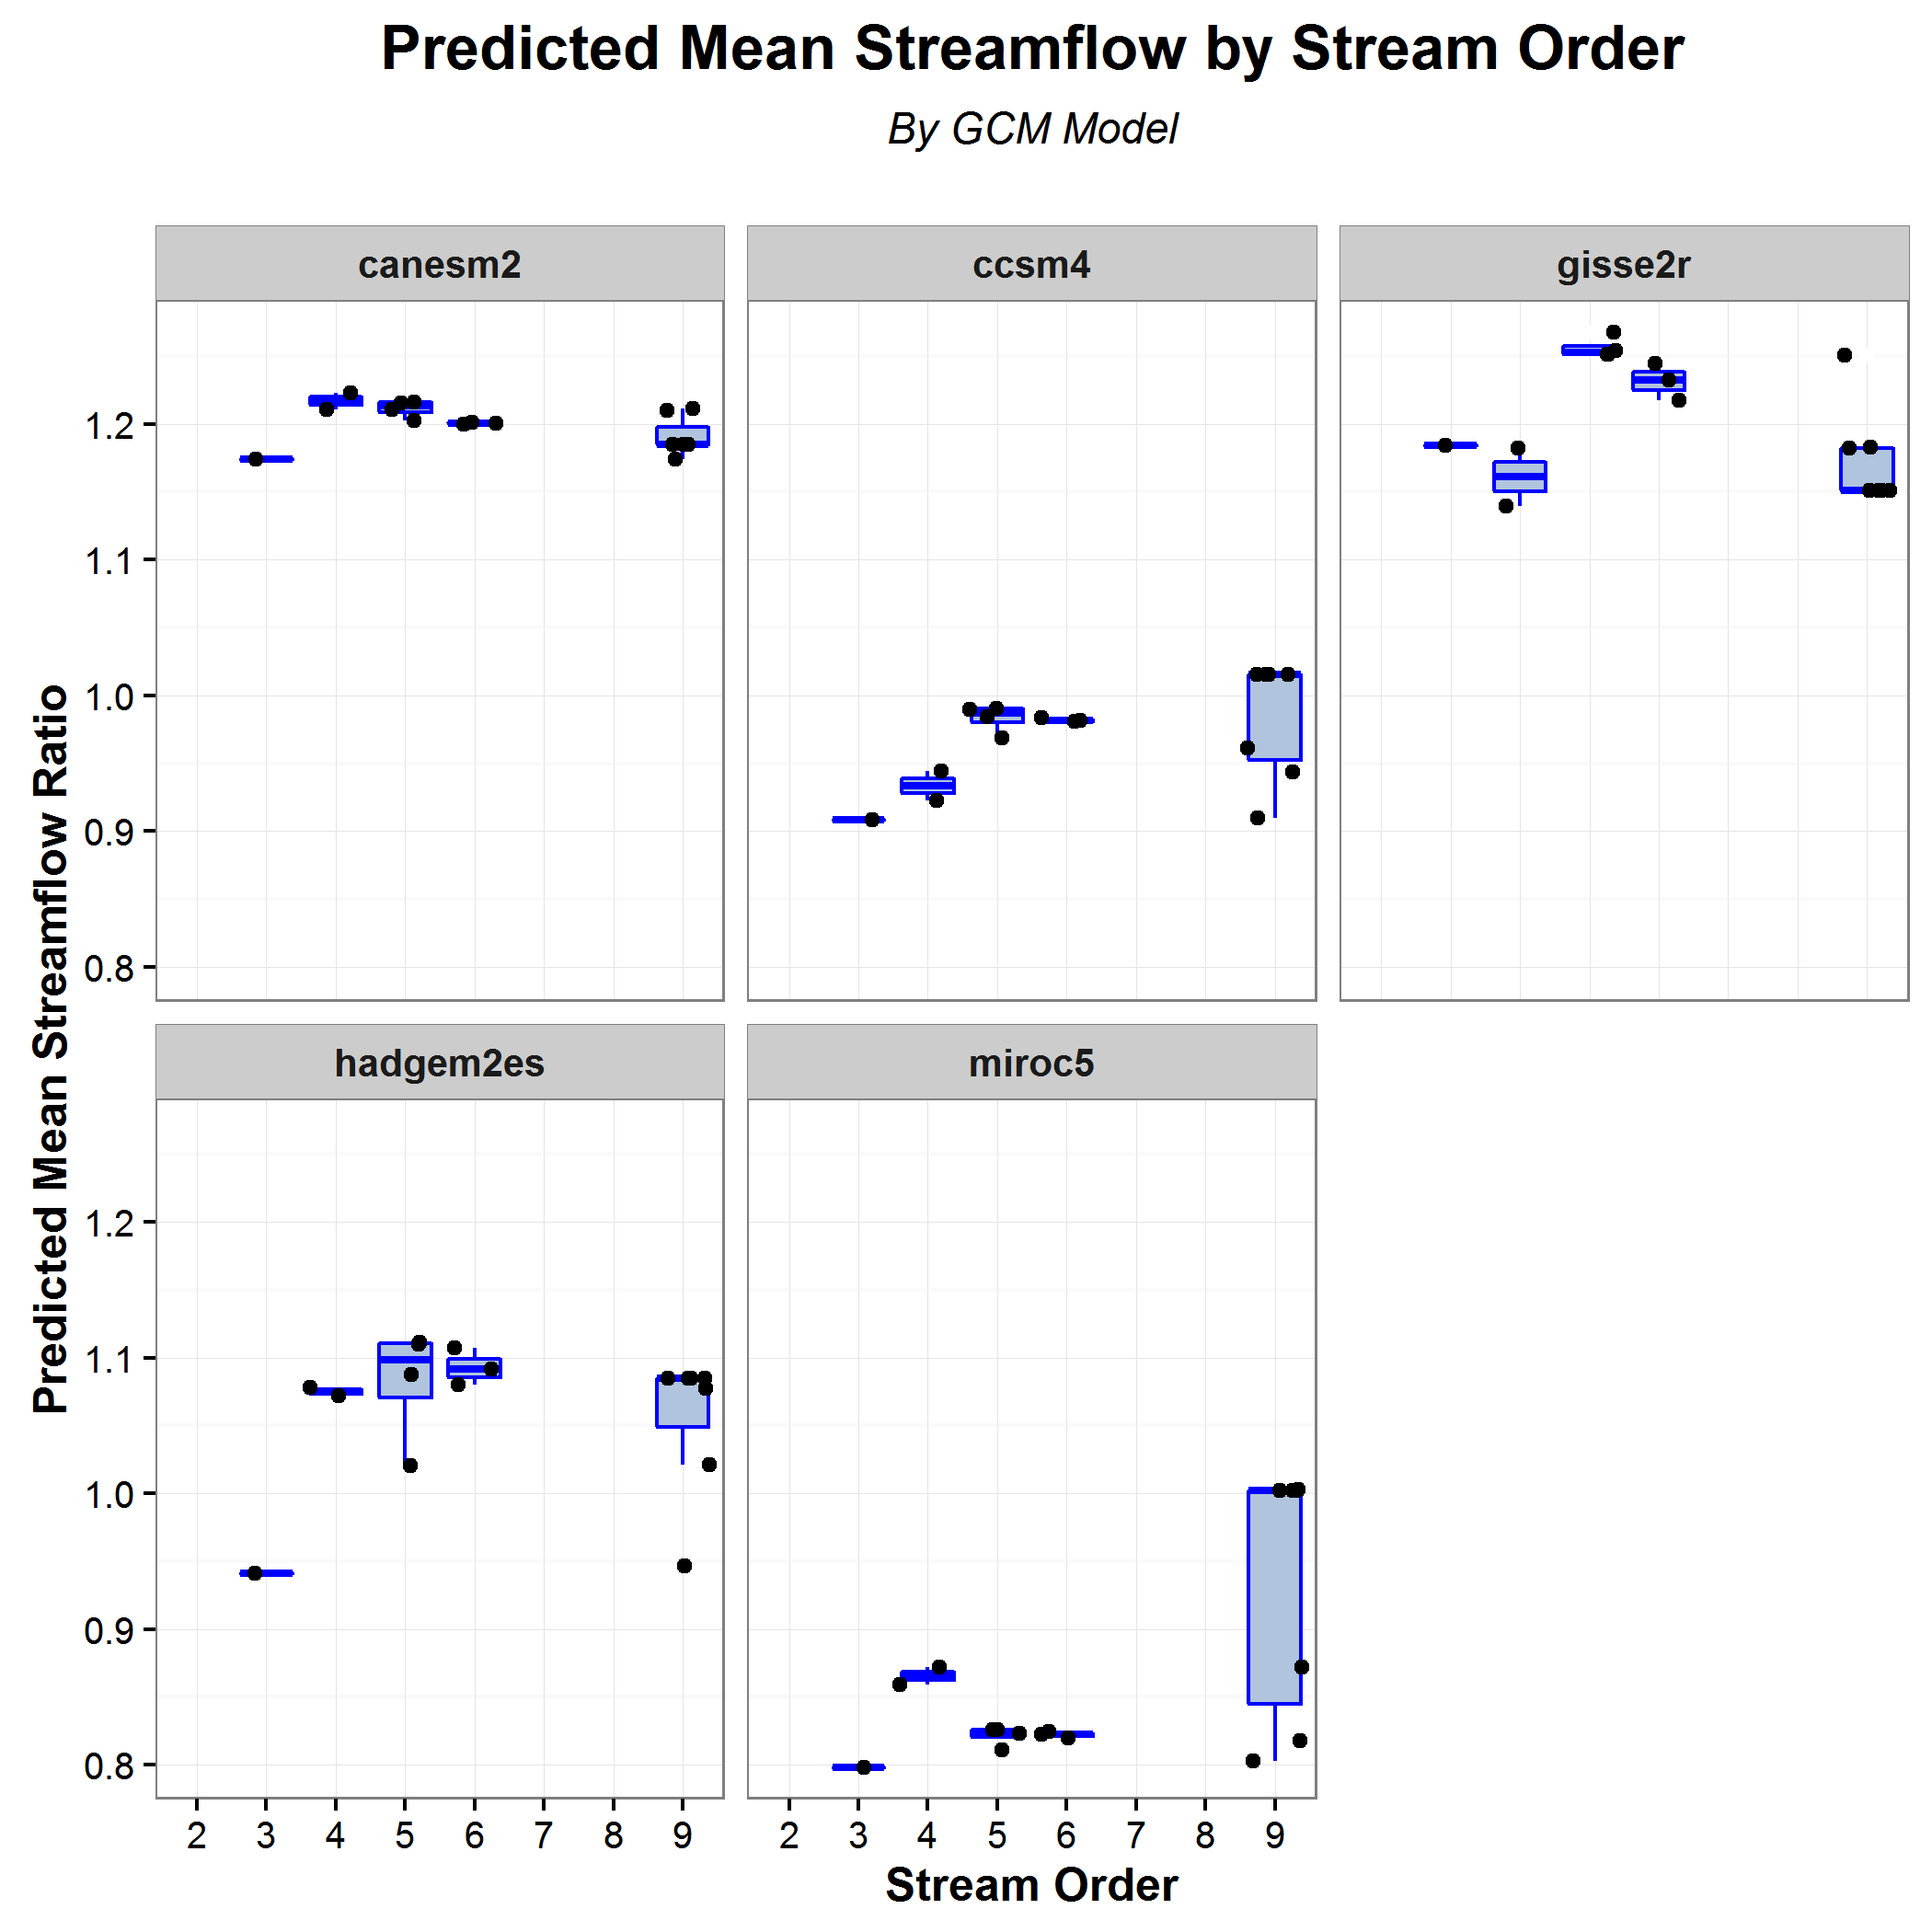 Predicted Mean Streamflow by Stream Order
By GCM Model
canesm2
ccsm4
gisse2r
1.2
1.1
1.0
0.9
0.8
Predicted Mean Streamflow Ratio
hadgem2es
miroc5
1.2
1.1
1.0
0.9
0.8
2 3 4 5 6 7 8 9
2 3 4 5 6 7 8 9
Stream Order